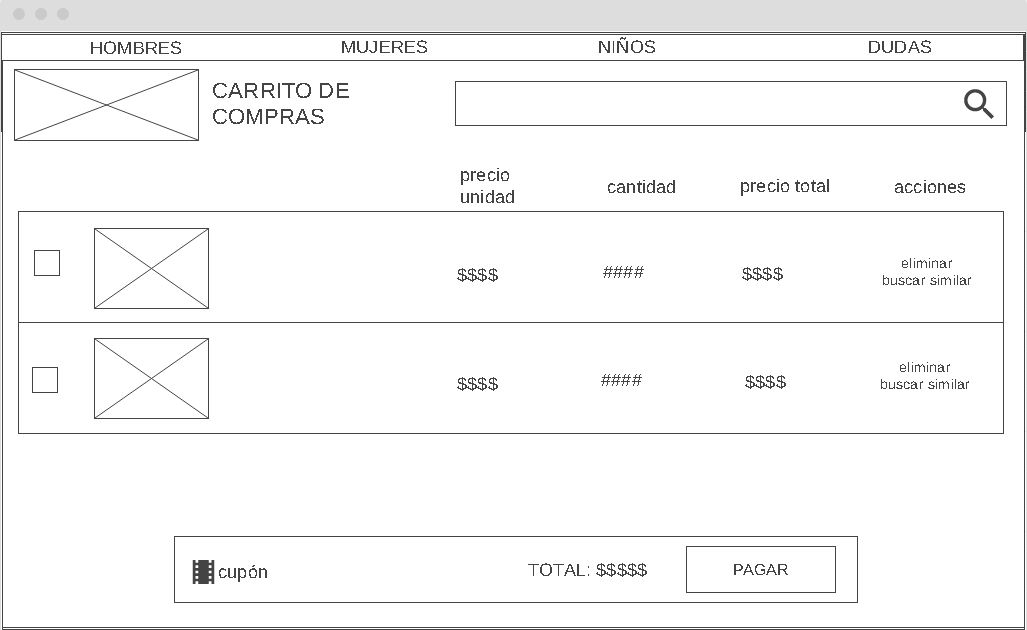 HOMBRES MUJERES NIÑOS DUDAS
CARRITO DE
COMPRAS
precio
unidad
cantidad
precio total
acciones
$$$$ #### $$$$
eliminar
buscar similar
$$$$ #### $$$$
eliminar
buscar similar
cupón TOTAL: $$$$$ PAGAR